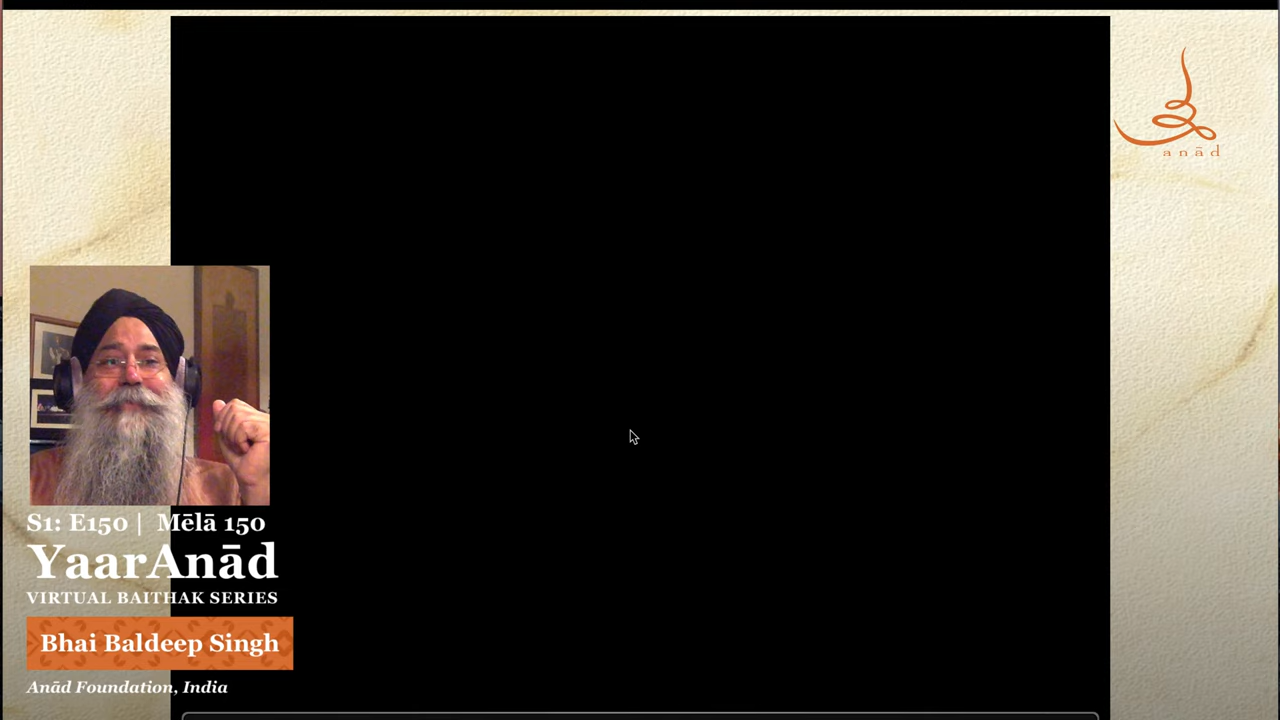 anād
S1: E150 | Mēlā 150
YaarAnād
VIRTUAL BAITHAK SERIES
Bhai Baldeep Singh
Anād Foundation, India